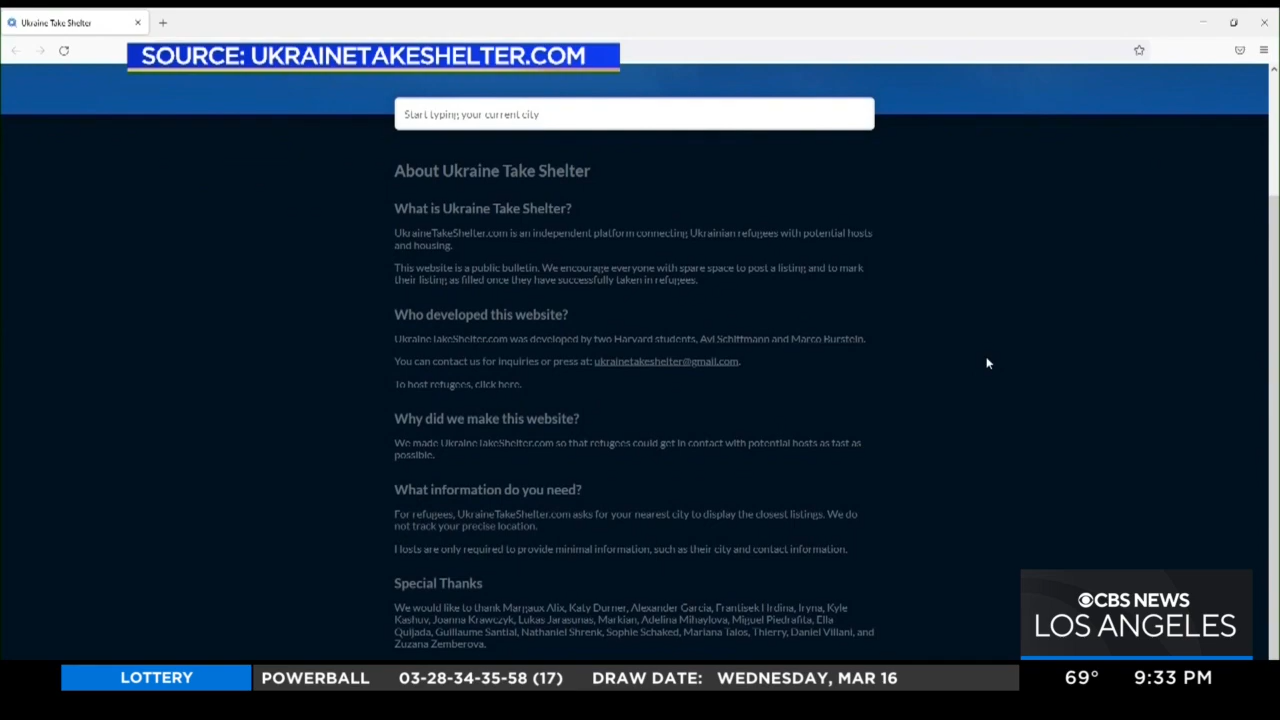 Ukraine Take Shelter
SOURCE: UKRAINETAKESHELTER.COM
Start typing your current city
About Ukraine Take Shelter
What is Ukraine Take Shelter?
UkraineTakeShelter.com is an independent platform connecting Ukrainian refugees with potential hosts
and housing.
This website is a public bulletin. We encourage everyone with spare space to post a listing and to mark
their listing as filled once they have successfully taken in refugees.
Who developed this website?
UkraineTakeShelter.com was developed by two Harvard students, Avi Schiffmann and Marco Burstein.
You can contact us for inquiries or press at: ukrainetakeshelter@gmail.com.
To host refugees, click here.
Why did we make this website?
We made UkraineTakeShelter.com so that refugees could get in contact with potential hosts as fast as
possible.
What information do you need?
For refugees, UkraineTakeShelter.com asks for your nearest city to display the closest listings. We do
not track your precise location.
Hosts are only required to provide minimal information, such as their city and contact information.
Special Thanks
We would like to thank Margaux Alix, Katy Durner, Alexander Garcia, Frantisek Hrdina, Iryna, Kyle
Kashuv, Joanna Krawczyk, Lukas Jarasunas, Markian, Adelina Mihaylova, Miguel Piedrafita, Ella
Quijada, Guillaume Santial, Nathaniel Shrenk, Sophie Schaked, Mariana Talos, Thierry, Daniel Villani, and
Zuzana Zemberova.
CBS NEWS
LOS ANGELES
LOTTERY POWERBALL 03-28-34-35-58 (17) DRAW DATE: WEDNESDAY, MAR 16 69° 9:33 PM